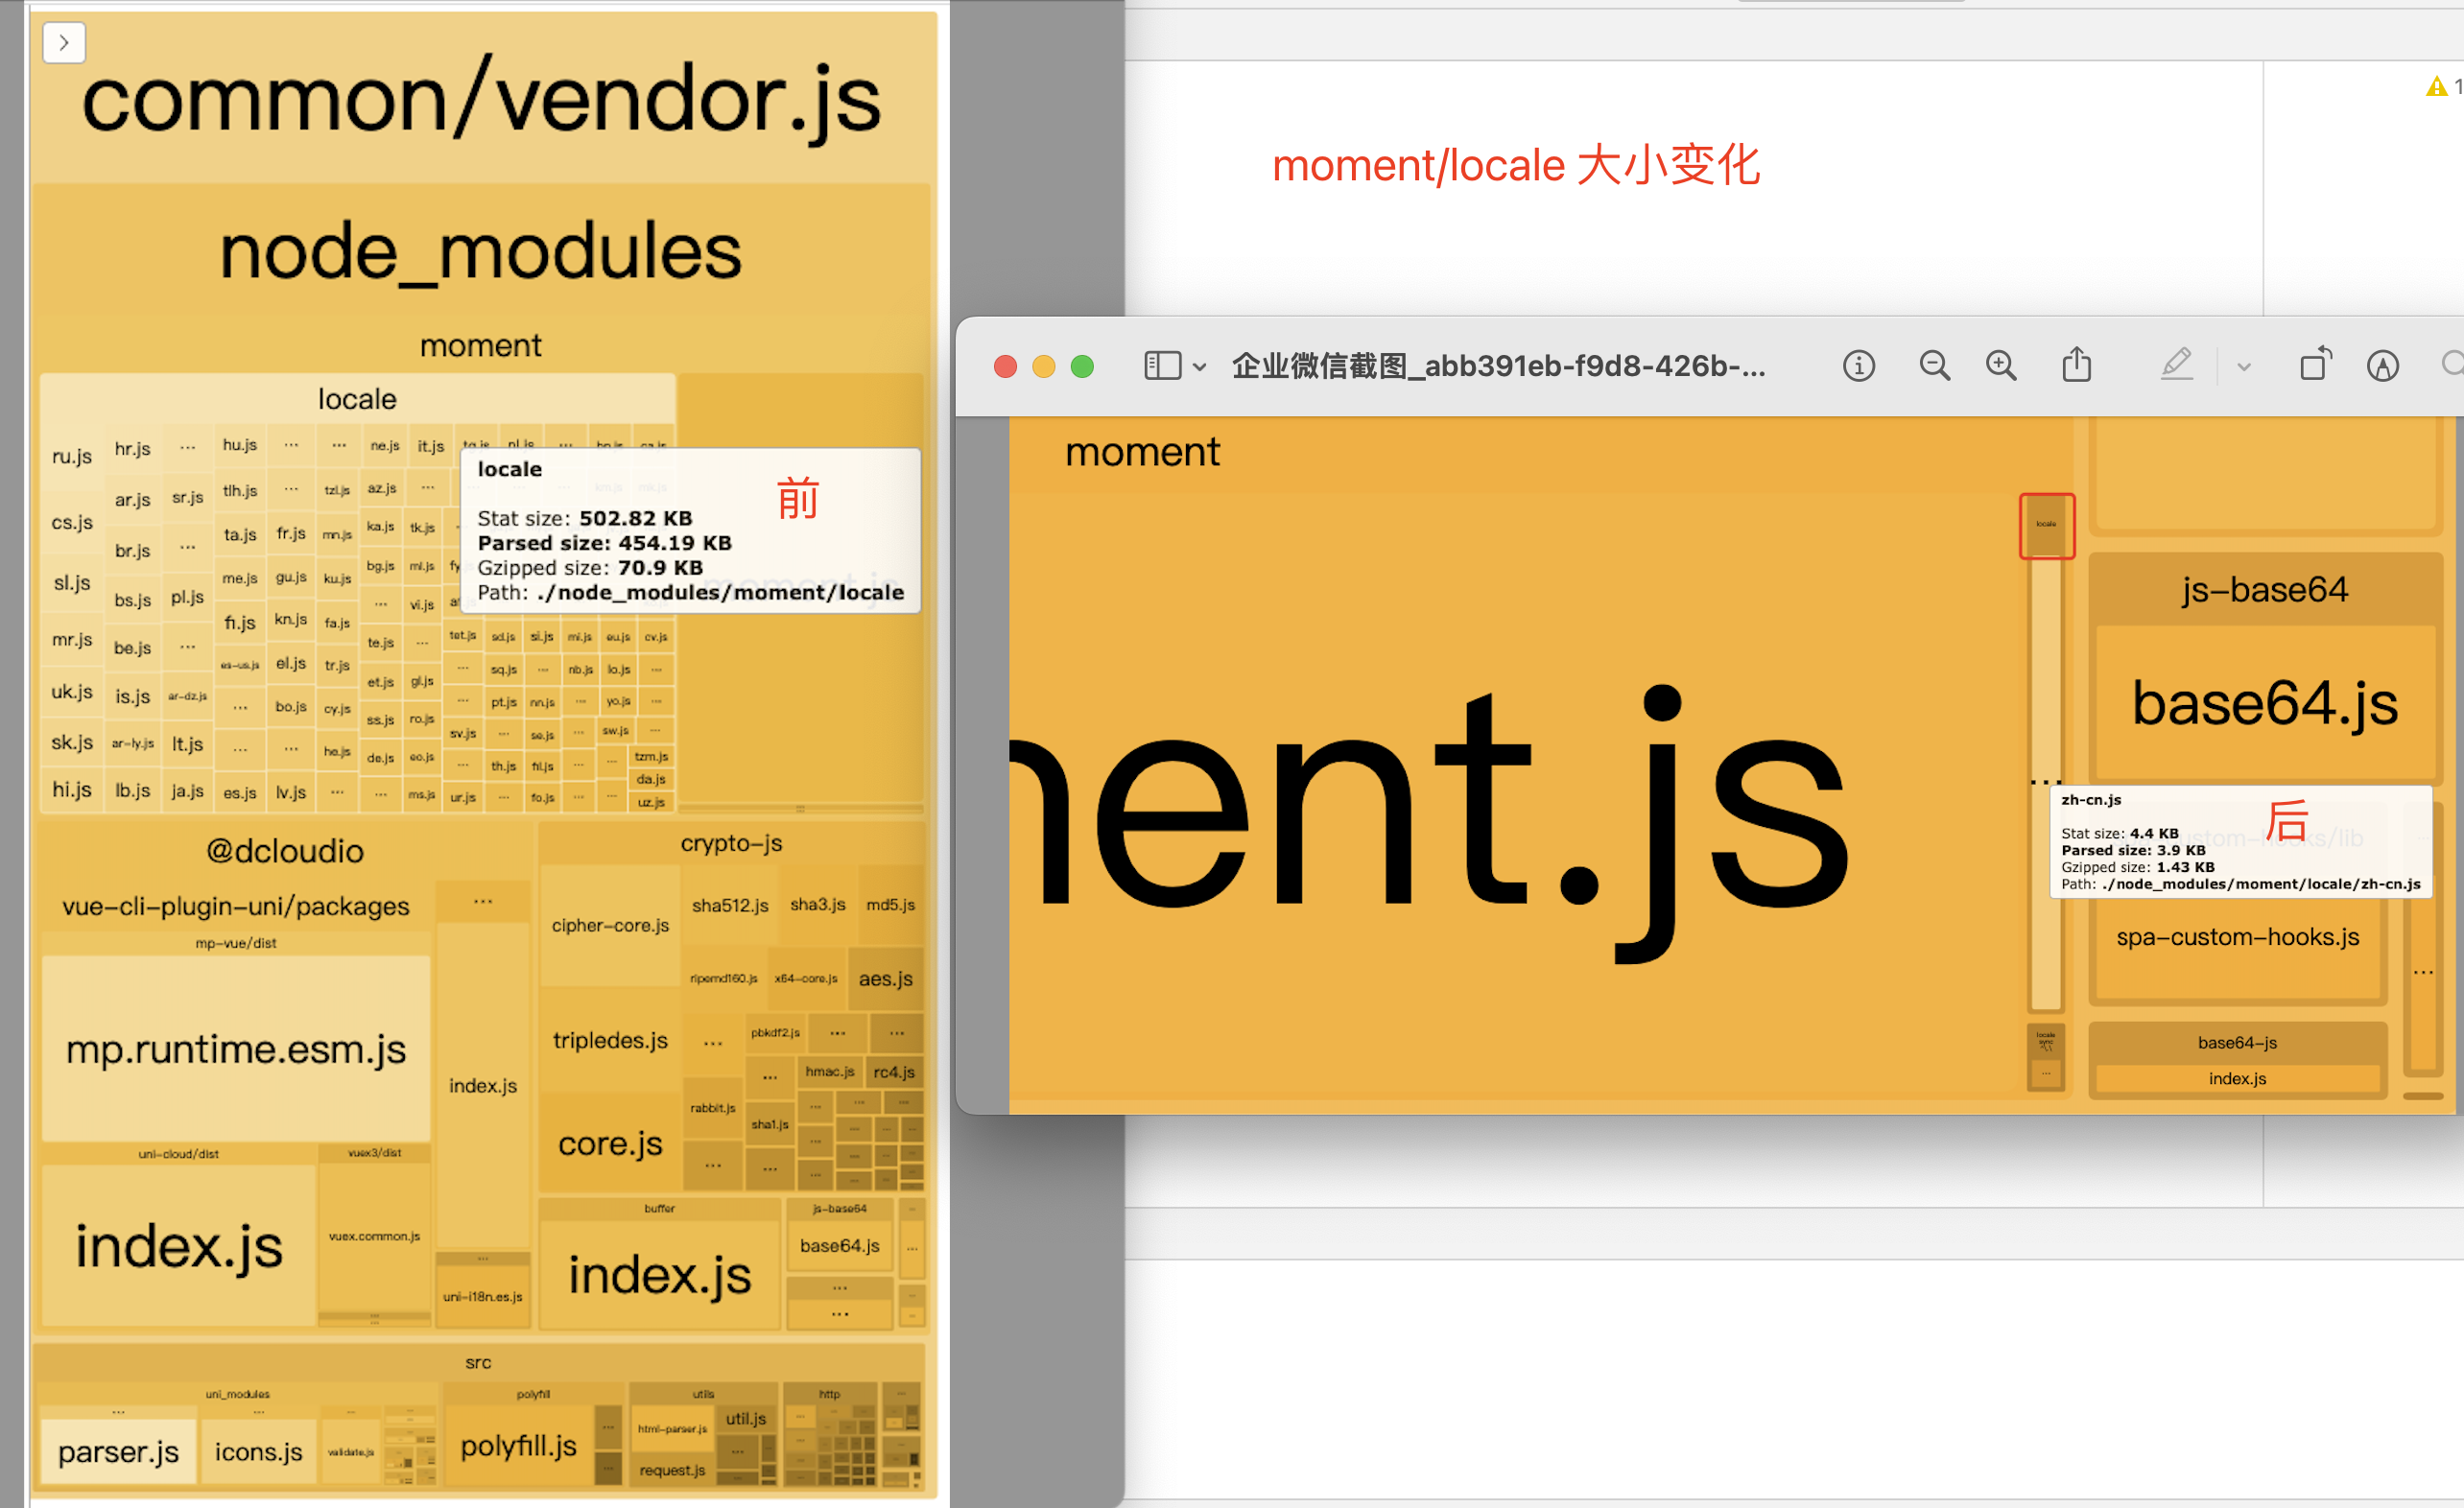 common/vendor.js
node_modules
moment
locale
ru.js
hr.js
...
hu.js
...
...
ne.js
it.js
ar.js
sr.js
tlh.js
...
tzl.js
az.js
...
cs.js
br.js
...
ta.js
fr.js
mn.js
ka.js
tk.js
sl.js
bs.js
pl.js
me.js
gu.js
ku.js
bg.js
ml.js
mr.js
be.js
...
fi.js
kn.js
fa.js
...
vi.js
te.js
...
tet.js
sd.js
si.js
mi.js
eu.js
cv.js
uk.js
is.js
ar-dz.js
es-us.js
el.js
tr.js
et.js
gl.js
...
sq.js
...
nb.js
lo.js
...
sk.js
ar-ly.js
lt.js
...
bo.js
cy.js
ss.js
ro.js
...
pt.js
nn.js
...
yo.js
...
...
...
he.js
de.js
eo.js
sv.js
...
se.js
...
sw.js
...
hi.js
lb.js
ja.js
es.js
lv.js
...
...
ms.js
...
th.js
fil.js
...
...
tzm.js
da.js
ur.js
...
fo.js
...
...
uz.js
locale
Stat size: 502.82 KB
Parsed size: 454.19 KB
Gzipped size: 70.9 KB
Path: ./node_modules/moment/locale
前
@dcloudio
vue-cli-plugin-uni/packages
mp-vue/dist
mp.runtime.esm.js
uni-cloud/dist
index.js
vuex3/dist
vuex.common.js
...
index.js
...
uni-i18n.es.js
crypto-js
cipher-core.js
sha512.js
sha3.js
md5.js
ripemd160.js
x64-core.js
aes.js
tripledes.js
...
pbkdf2.js
...
...
...
hmac.js
rc4.js
rabbit.js
sha1.js
core.js
...
...
buffer
index.js
js-base64
base64.js
...
...
src
uni_modules
...
parser.js
...
icons.js
...
validate.js
polyfill
polyfill.js
utils
html-parser.js
util.js
request.js
http
moment/locale 大小变化
企业微信截图_abb391eb-f9d8-426b-...
moment
ment.js
locale
...
zh-cn.js
Stat size: 4.4 KB
Parsed size: 3.9 KB
Gzipped size: 1.43 KB
Path: ./node_modules/moment/locale/zh-cn.js
后
js-base64
base64.js
spa-custom-hooks.js
...
base64-js
index.js
locale
sync
...